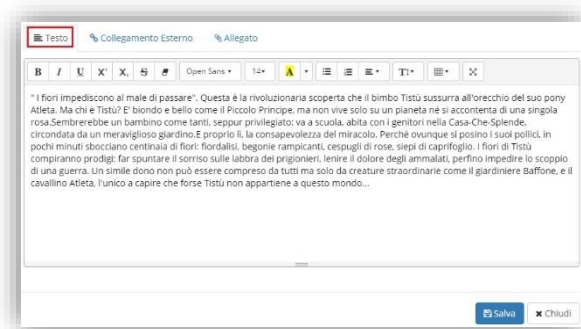 Testo Collegamento Esterno Allegato
B I U X² X₂ S Open Sans 14 A T I
" I fiori impediscono al male di passare". Questa è la rivoluzionaria scoperta che il bimbo Tistù sussurra all'orecchio del suo pony
Atleta. Ma chi è Tistù? E' biondo e bello come il Piccolo Principe, ma non vive solo su un pianeta né si accontenta di una singola
rosa.Sembrerebbe un bambino come tanti, seppur privilegiato: va a scuola, abita con i genitori nella Casa-Che-Splende,
circondata da un meraviglioso giardino.E proprio lì, la consapevolezza del miracolo. Perché ovunque si posino i suoi pollici, in
pochi minuti sbocciano centinaia di fiori: fiordalisi, begonie rampicanti, cespugli di rose, siepi di caprifoglio. I fiori di Tistù
compiranno prodigi: far spuntare il sorriso sulle labbra dei prigionieri, lenire il dolore degli ammalati, perfino impedire lo scoppio
di una guerra. Un simile dono non può essere compreso da tutti ma solo da creature straordinarie come il giardiniere Baffone, e il
cavallino Atleta, l'unico a capire che forse Tistù non appartiene a questo mondo...
Salva Chiudi